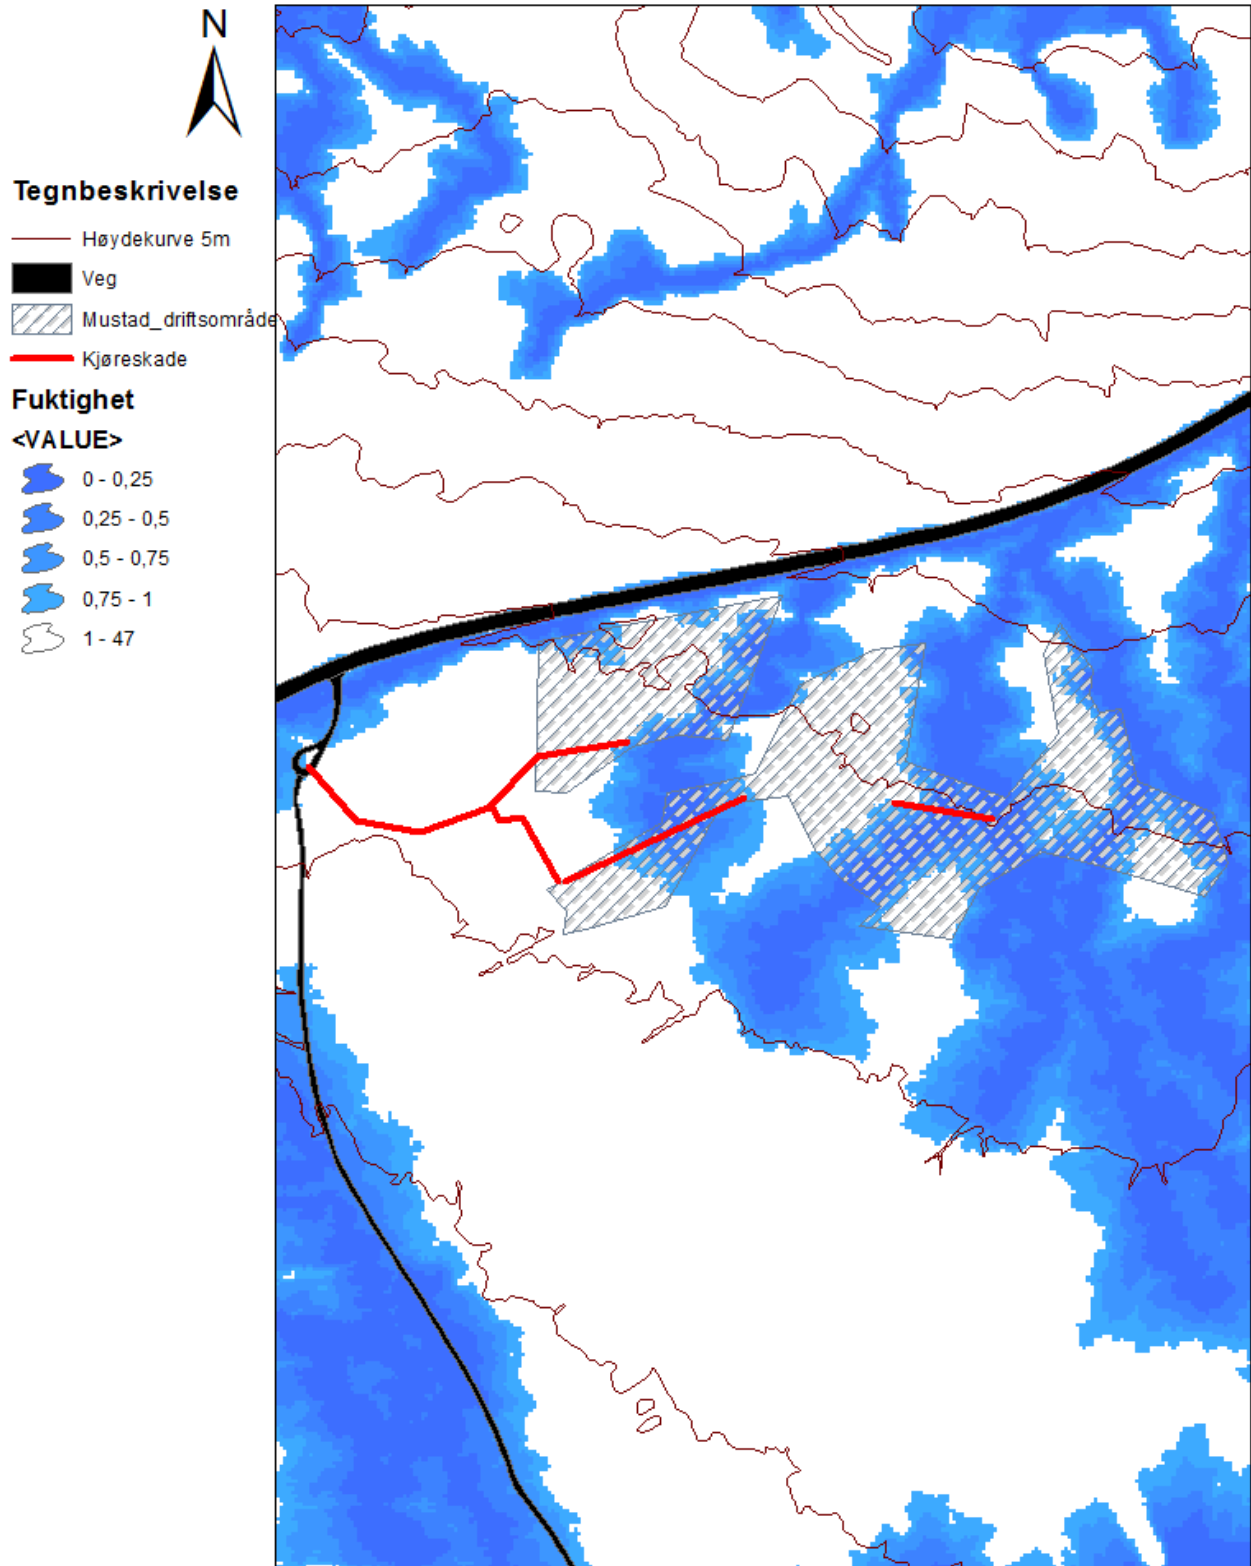 N
Tegnbeskrivelse
Høydekurve 5m
Veg
Mustad_driftsområde
Kjøreskade
Fuktighet
<VALUE>
0 - 0,25
0,25 - 0,5
0,5 - 0,75
0,75 - 1
1 - 47